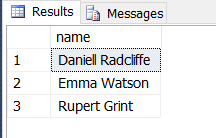 Results Messages
name
1 Daniell Radcliffe
2 Emma Watson
3 Rupert Grint